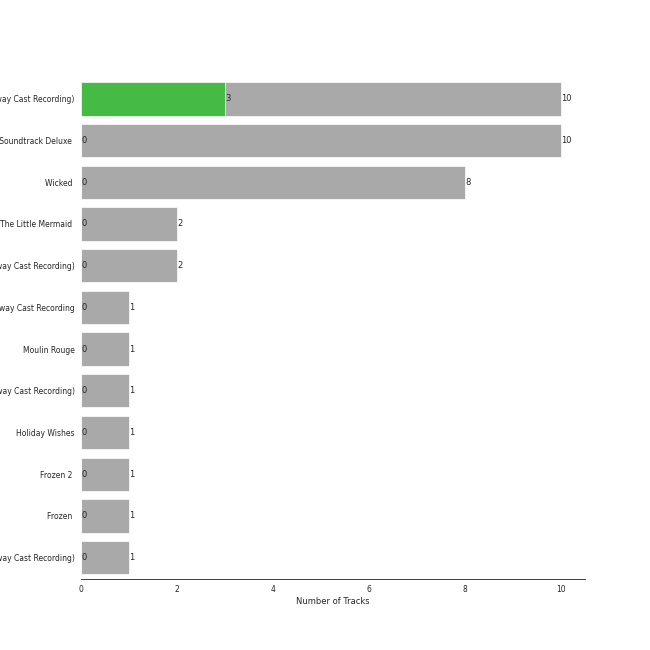 way Cast Recording) 3 10
Soundtrack Deluxe 0 10
Wicked 0 8
The Little Mermaid 0 2
way Cast Recording) 0 2
way Cast Recording 0 1
Moulin Rouge 0 1
way Cast Recording) 0 1
Holiday Wishes 0 1
Frozen 2 0 1
Frozen 0 1
way Cast Recording) 0 1
0 2 4 6 8 10
Number of Tracks